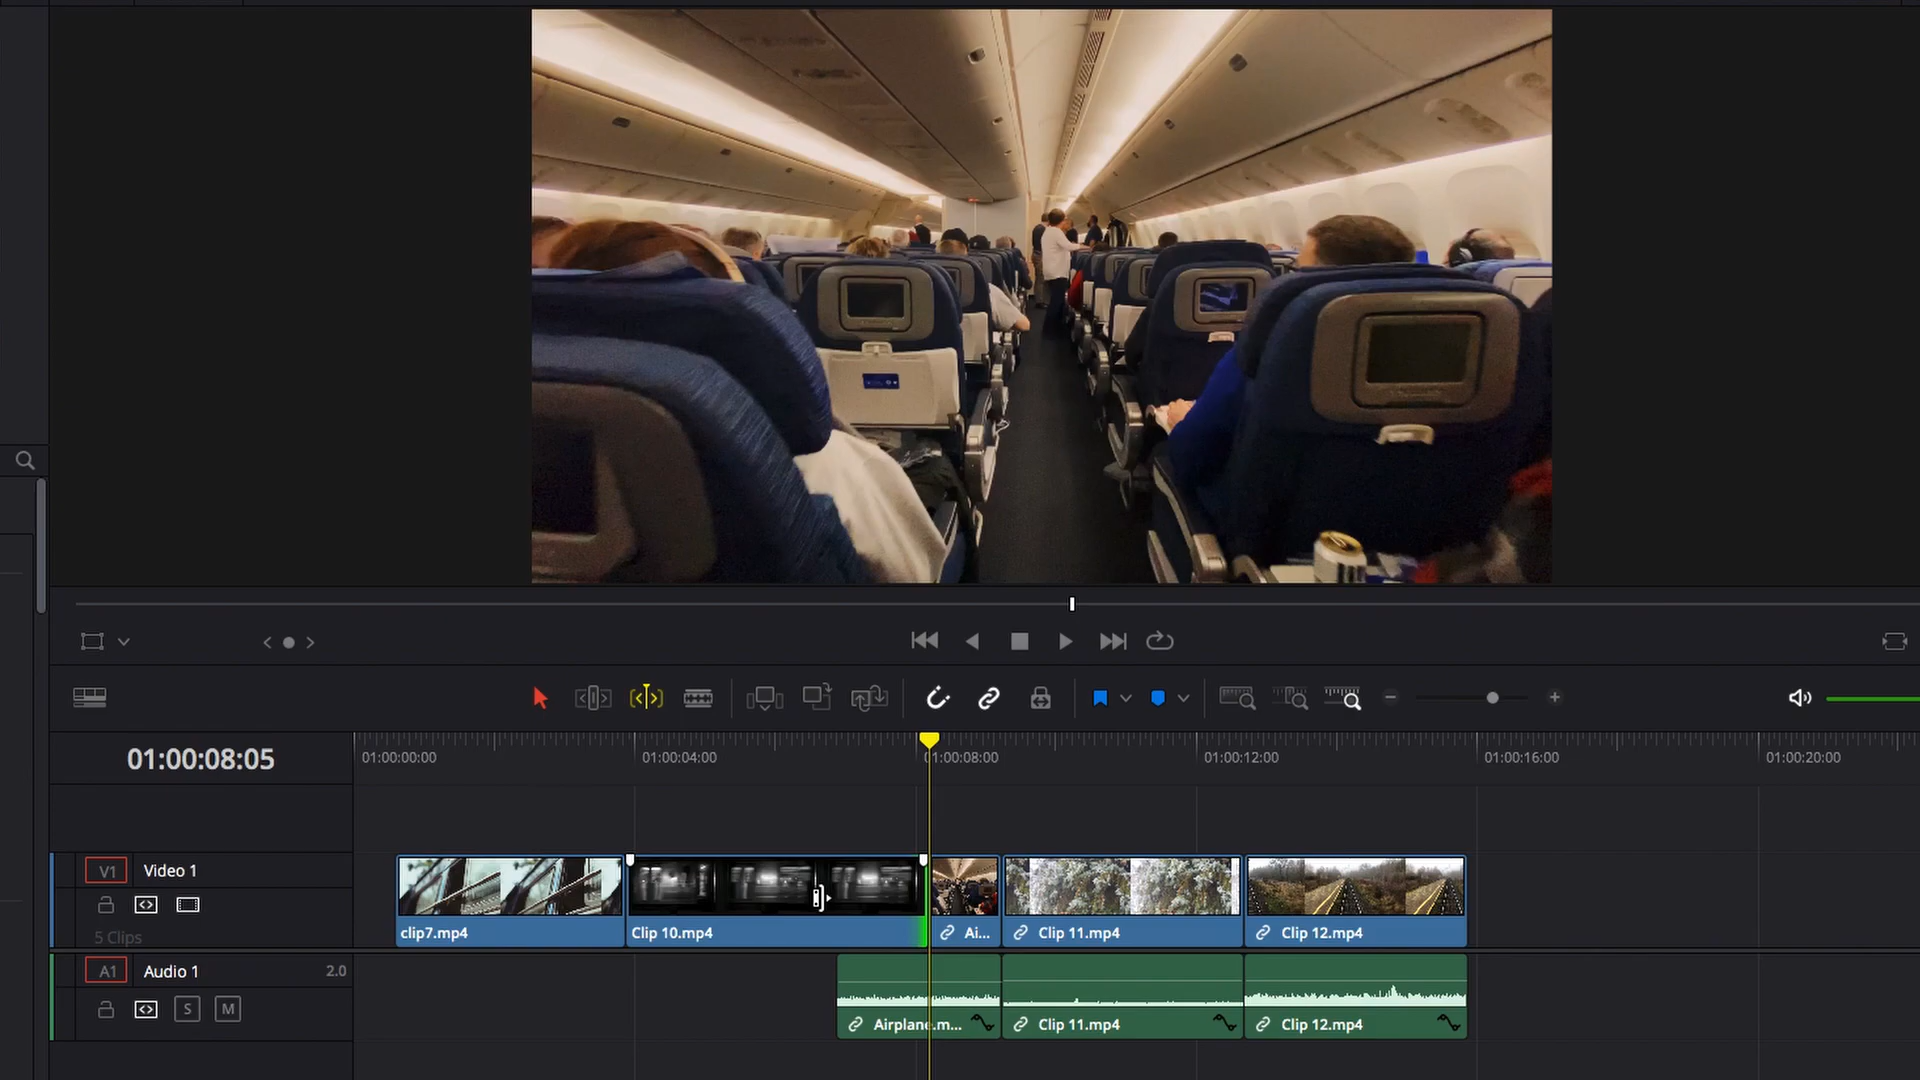 01:00:08:05
01:00:00:00
01:00:04:00
01:00:08:00
01:00:12:00
01:00:16:00
01:00:20:00
V1
Video 1
5 Clips
clip7.mp4
Clip 10.mp4
Ai...
Clip 11.mp4
Clip 12.mp4
A1
Audio 1
2.0
S
M
Airplane.m...
Clip 11.mp4
Clip 12.mp4